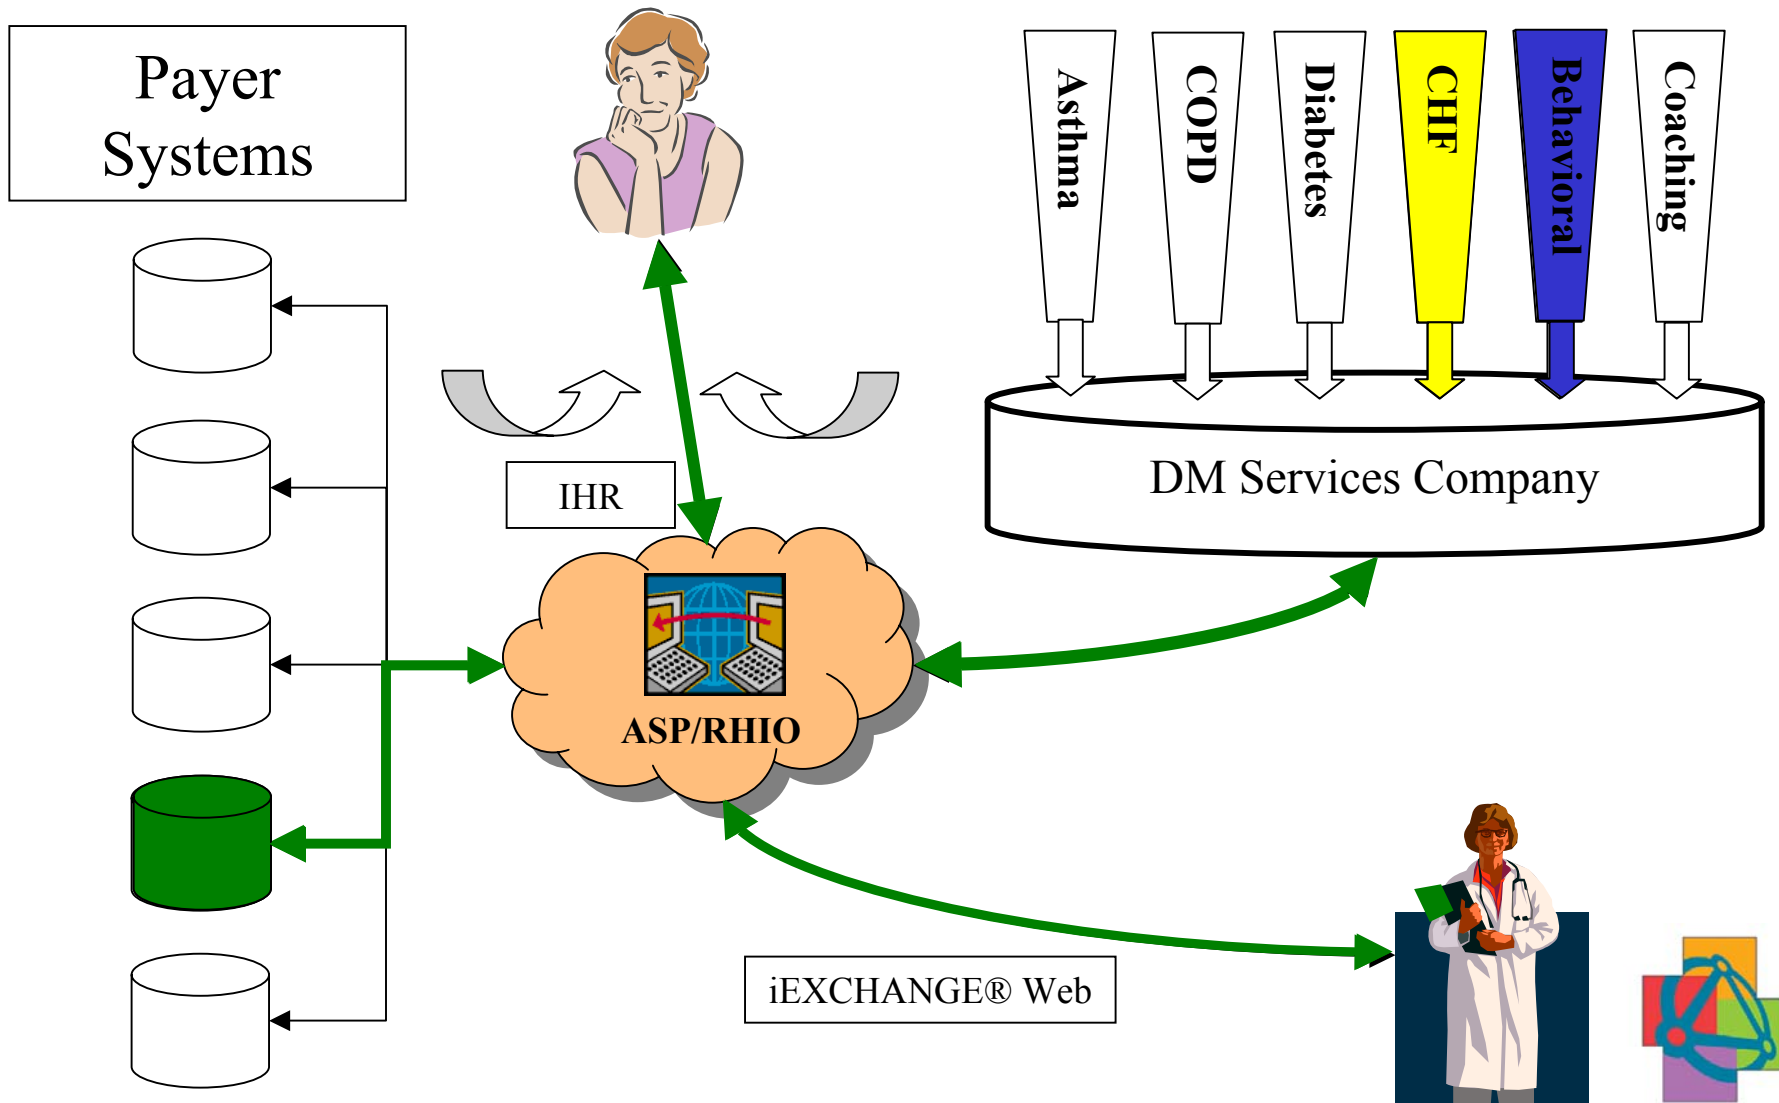 Payer
Systems
Asthma
COPD
Diabetes
CHF
Behavioral
Coaching
DM Services Company
IHR
ASP/RHIO
iEXCHANGE® Web